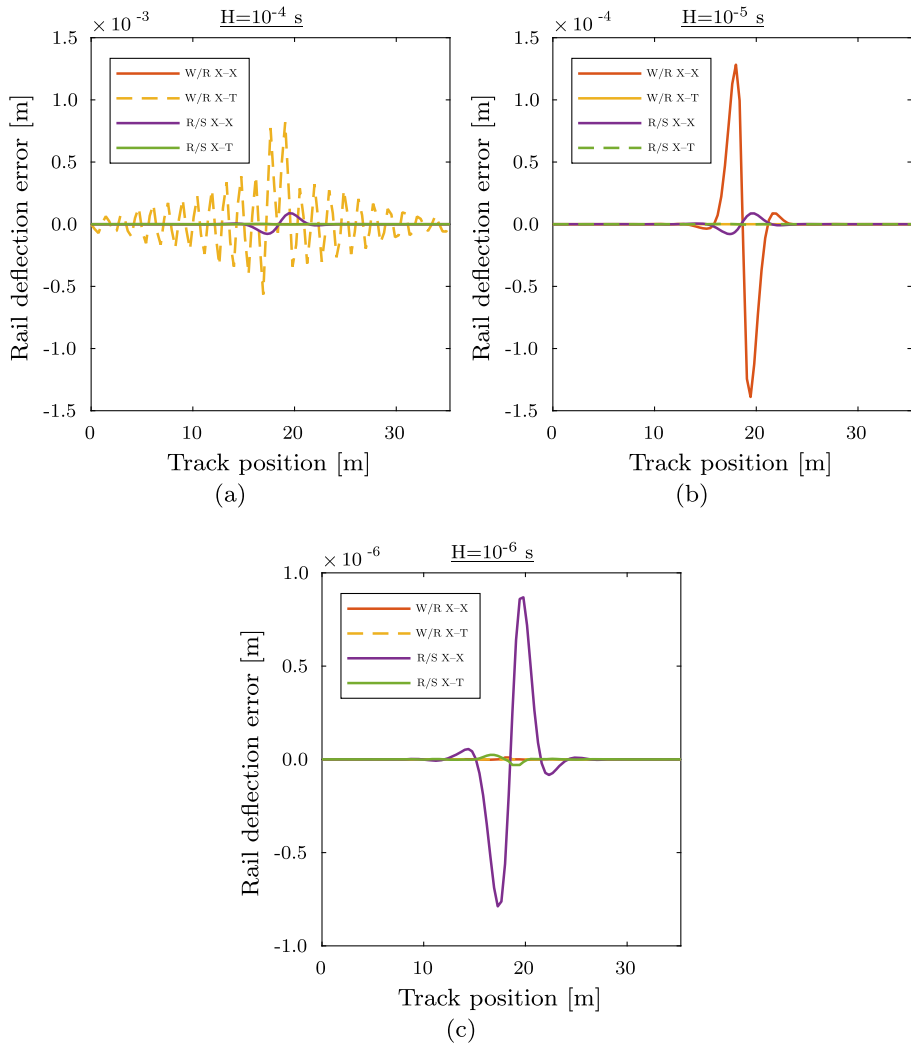 H=10-4 s
× 10 -3
1.5
1.0
0.5
0.0
-0.5
-1.0
-1.5
0
10
20
30
Rail deflection error [m]
Track position [m]
W/R X–X
W/R X–T
R/S X–X
R/S X–T
(a)
H=10-5 s
× 10 -4
1.5
1.0
0.5
0.0
-0.5
-1.0
-1.5
0
10
20
30
Rail deflection error [m]
Track position [m]
W/R X–X
W/R X–T
R/S X–X
R/S X–T
(b)
H=10-6 s
× 10 -6
1.0
0.5
0.0
-0.5
-1.0
0
10
20
30
Rail deflection error [m]
Track position [m]
W/R X–X
W/R X–T
R/S X–X
R/S X–T
(c)